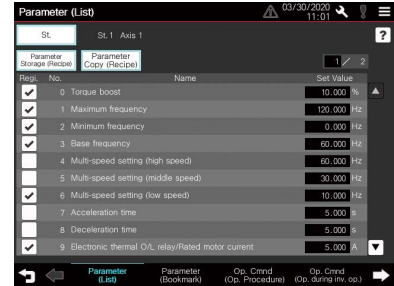 Parameter (List)
03/30/2020
11:01
St.
St. 1 Axis 1
?
Parameter
Storage (Recipe)
Parameter
Copy (Recipe)
1 / 2
Regi. No. Name Set Value
0 Torque boost 10.000 %
1 Maximum frequency 120.000 Hz
2 Minimum frequency 0.000 Hz
3 Base frequency 60.000 Hz
4 Multi-speed setting (high speed) 60.000 Hz
5 Multi-speed setting (middle speed) 30.000 Hz
6 Multi-speed setting (low speed) 10.000 Hz
7 Acceleration time 5.000 s
8 Deceleration time 5.000 s
9 Electronic thermal O/L relay/Rated motor current 5.000 A
Parameter
(List)
Parameter
(Bookmark)
Op. Cmnd
(Op. Procedure)
Op. Cmnd
(Op. during inv. op.)